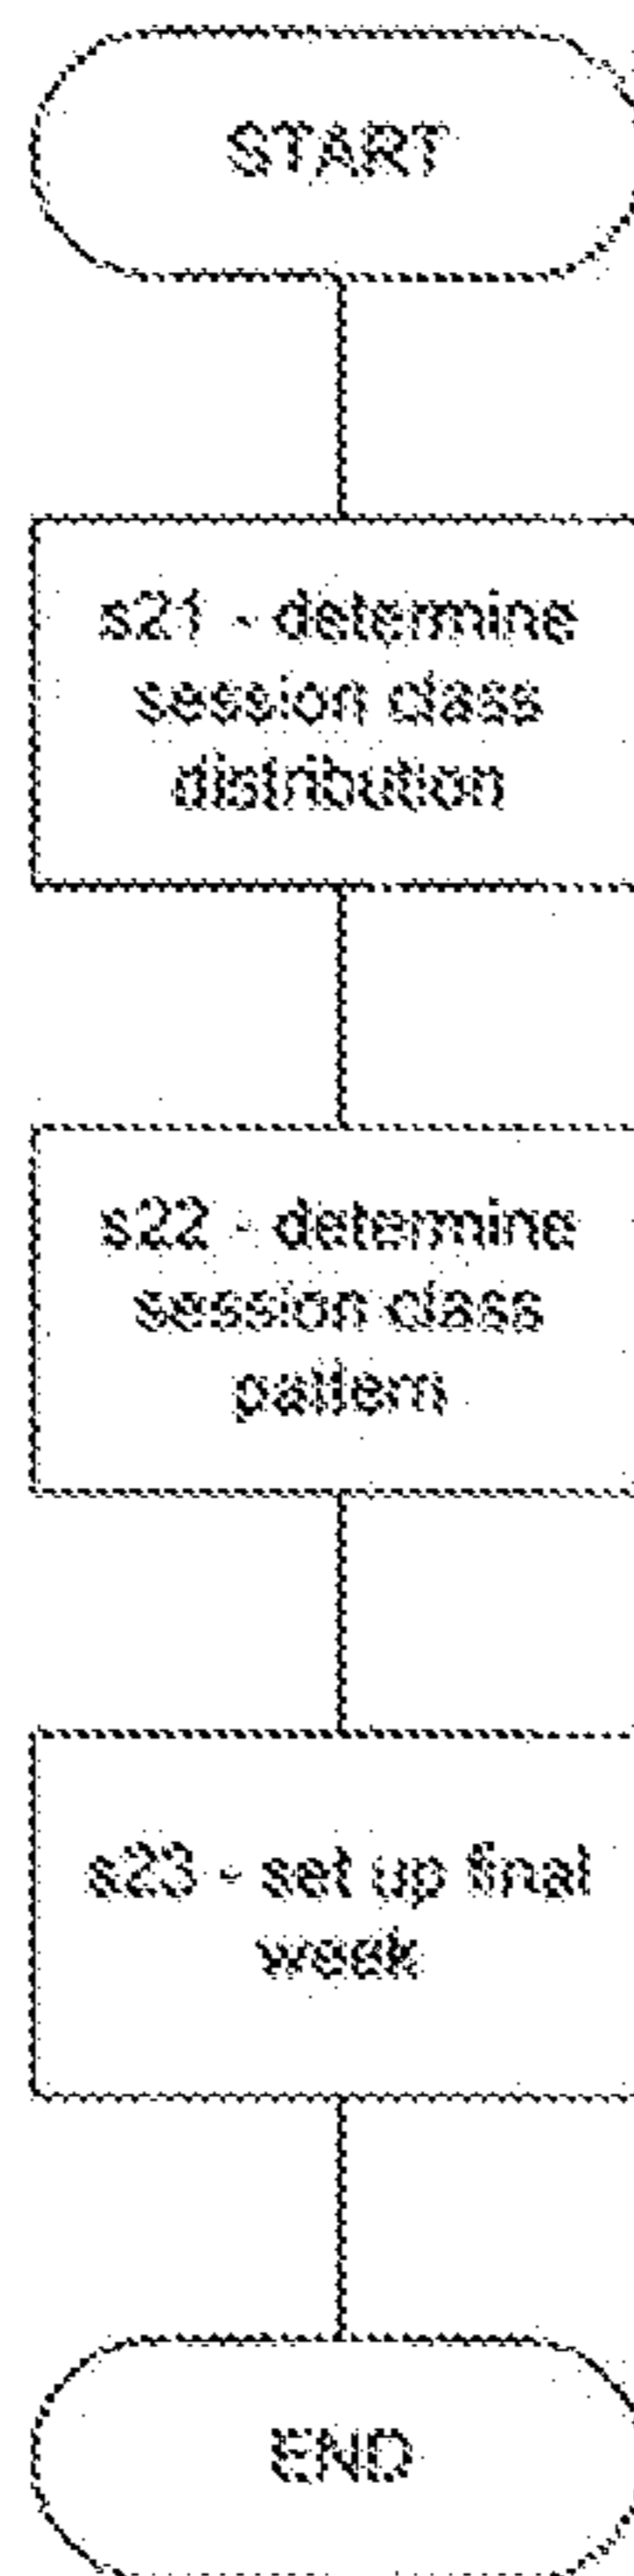 START
s21 - determine
session class
distribution
s22 - determine
session class
pattern
s23 - set up final
week
END